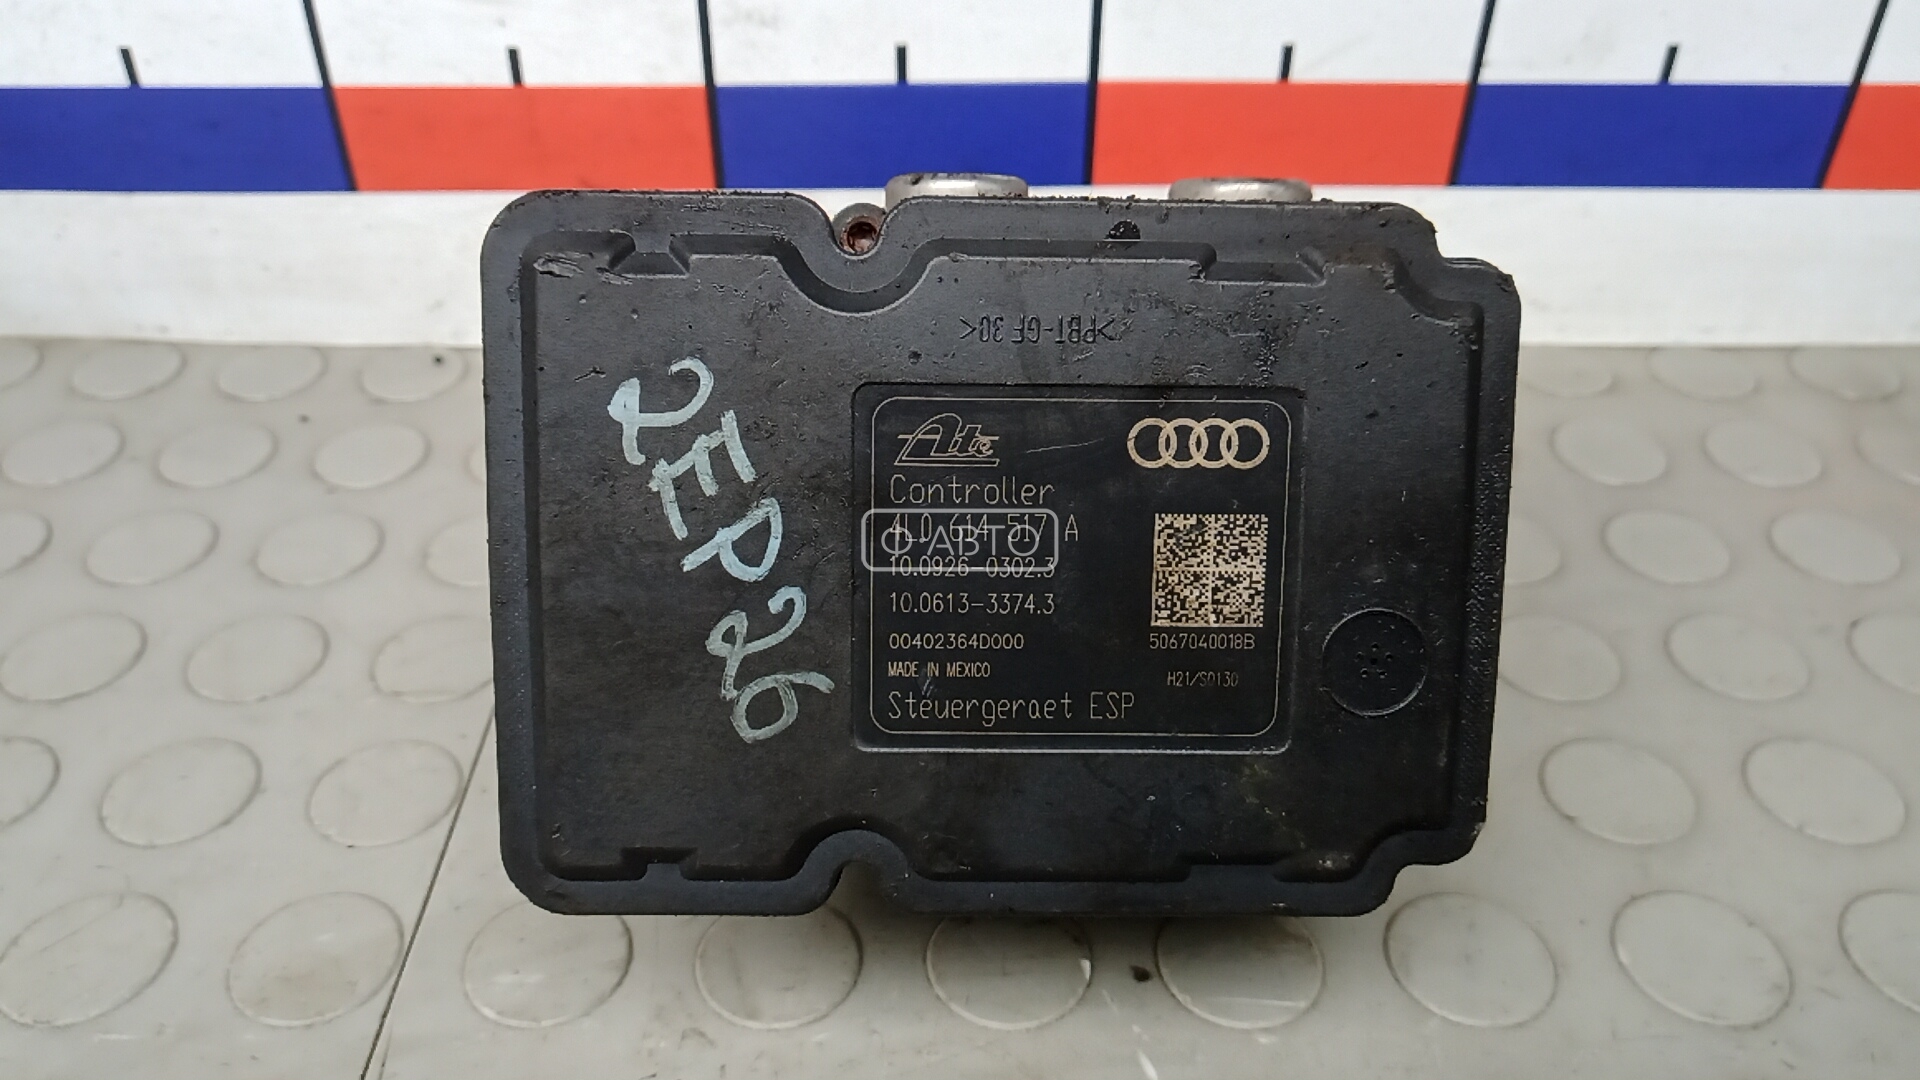 >PBT-GF 30<
2EP26
Ate
Controller
4L0 614 517 A
О-АВТО
10.0926-0302.3
10.0613-3374.3
00402364D000
5067040018B
MADE IN MEXICO
H21/S0130
Steuergeraet ESP